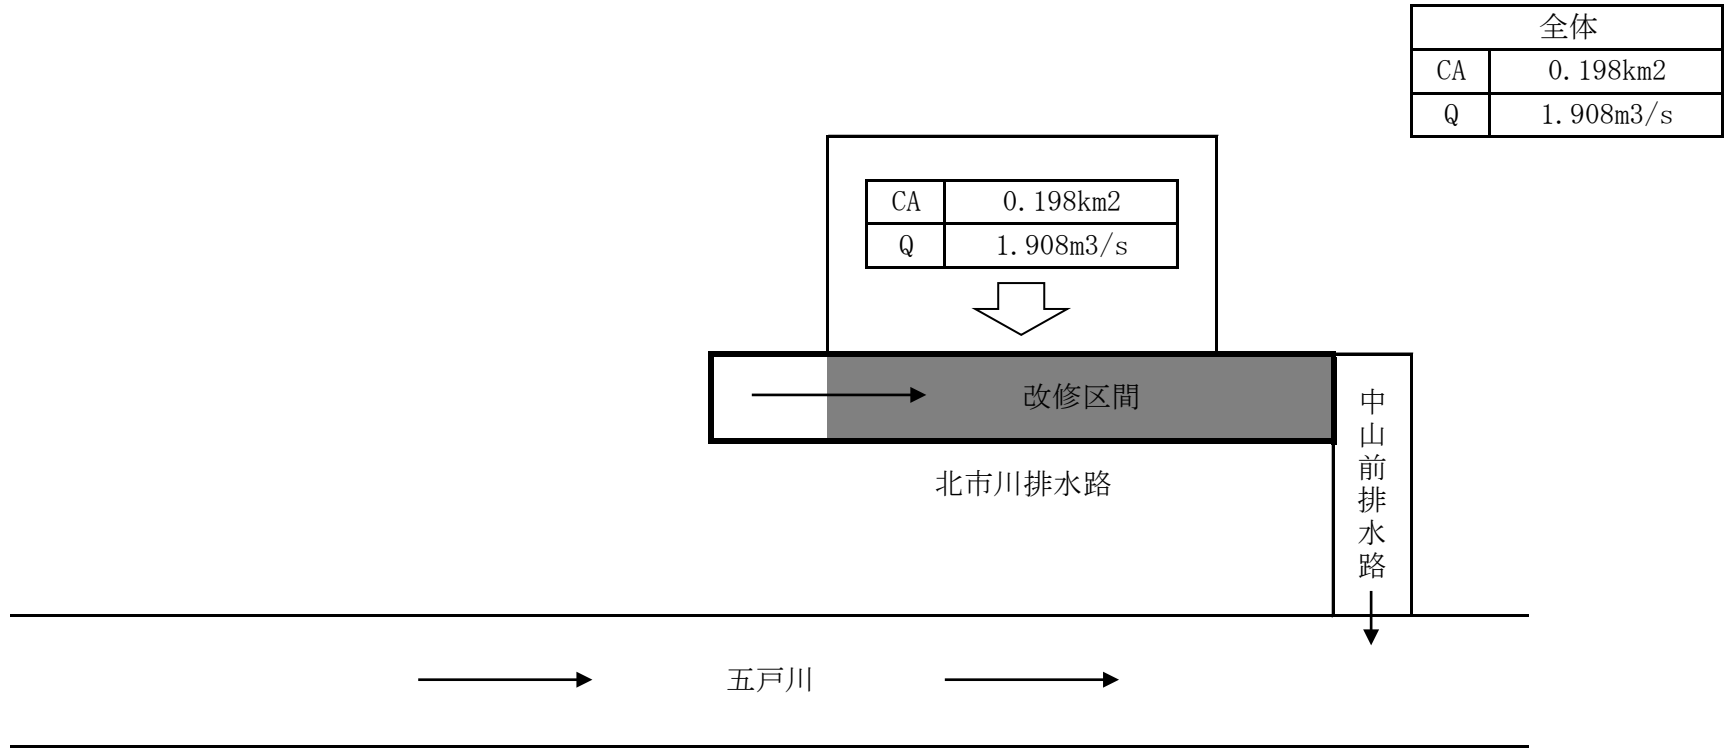 全体
CA 0.198km2
Q 1.908m3/s
CA 0.198km2
Q 1.908m3/s
改修区間
中山前排水路
北市川排水路
五戸川